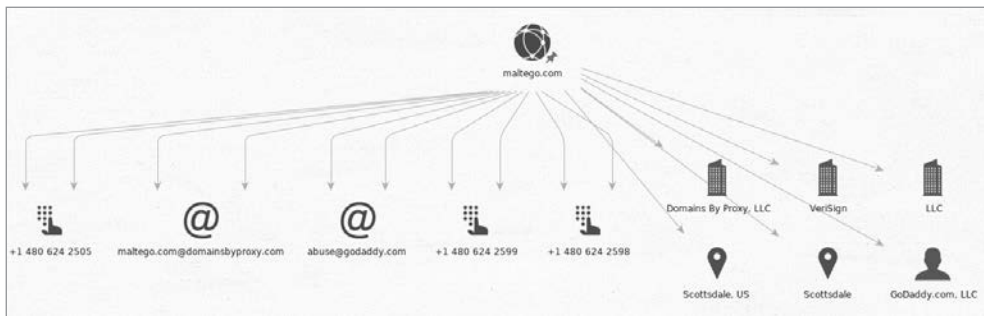 maltego.com
Domains By Proxy, LLC
VeriSign
LLC
+1 480 624 2505
maltego.com@domainsbyproxy.com
abuse@godaddy.com
+1 480 624 2599
+1 480 624 2598
Scottsdale, US
Scottsdale
GoDaddy.com, LLC